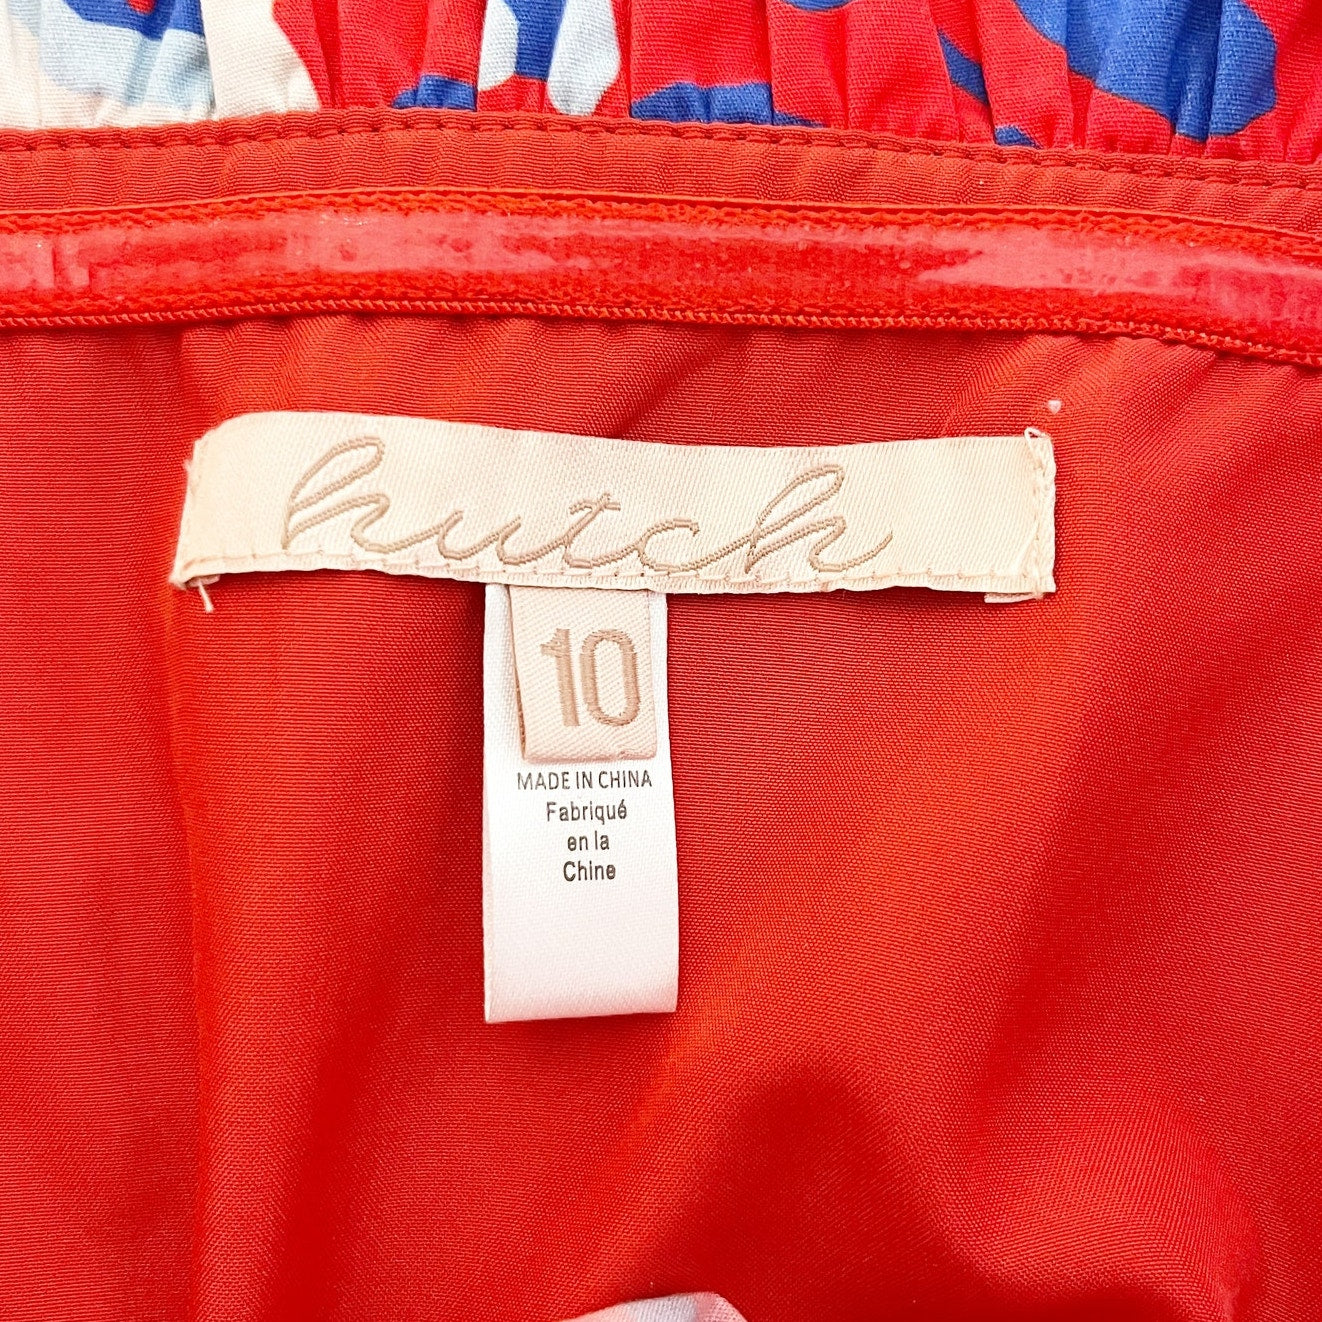 hutch
10
MADE IN CHINA
Fabriqué
en la
Chine